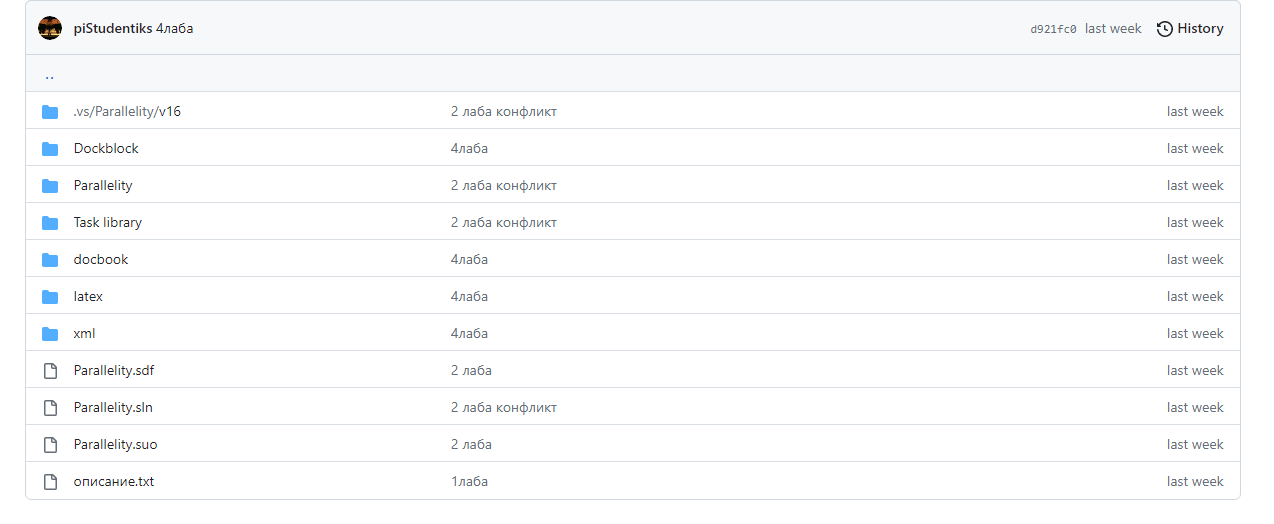 piStudentiks 4лаба d921fc0 last week History
..
.vs/Parallelity/v16 2 лаба конфликт last week
Dockblock 4лаба last week
Parallelity 2 лаба конфликт last week
Task library 2 лаба конфликт last week
docbook 4лаба last week
latex 4лаба last week
xml 4лаба last week
Parallelity.sdf 2 лаба last week
Parallelity.sln 2 лаба конфликт last week
Parallelity.suo 2 лаба last week
описание.txt 1лаба last week